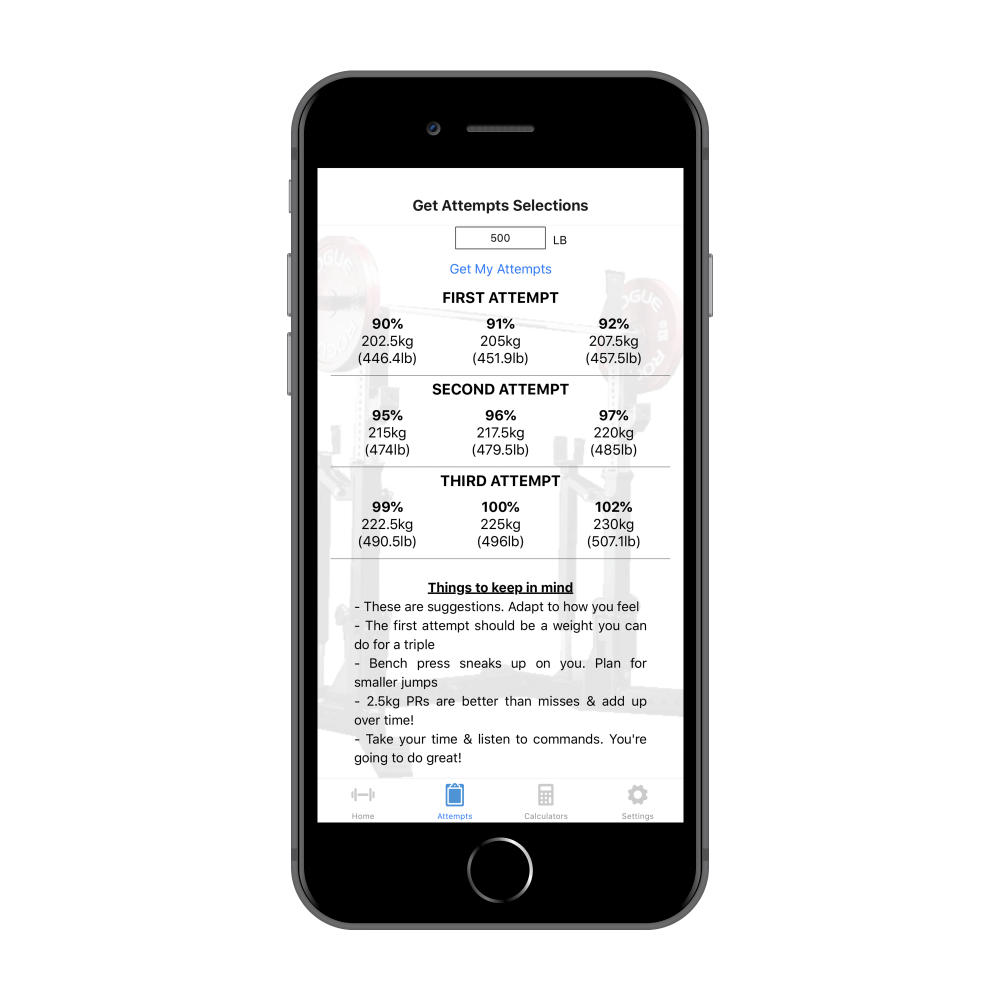 Get Attempts Selections
500 LB
Get My Attempts
FIRST ATTEMPT
90% 91% 92%
202.5kg 205kg 207.5kg
(446.4lb) (451.9lb) (457.5lb)
SECOND ATTEMPT
95% 96% 97%
215kg 217.5kg 220kg
(474lb) (479.5lb) (485lb)
THIRD ATTEMPT
99% 100% 102%
222.5kg 225kg 230kg
(490.5lb) (496lb) (507.1lb)
Things to keep in mind
- These are suggestions. Adapt to how you feel
- The first attempt should be a weight you can
do for a triple
- Bench press sneaks up on you. Plan for
smaller jumps
- 2.5kg PRs are better than misses & add up
over time!
- Take your time & listen to commands. You're
going to do great!
Home Attempts Calculators Settings